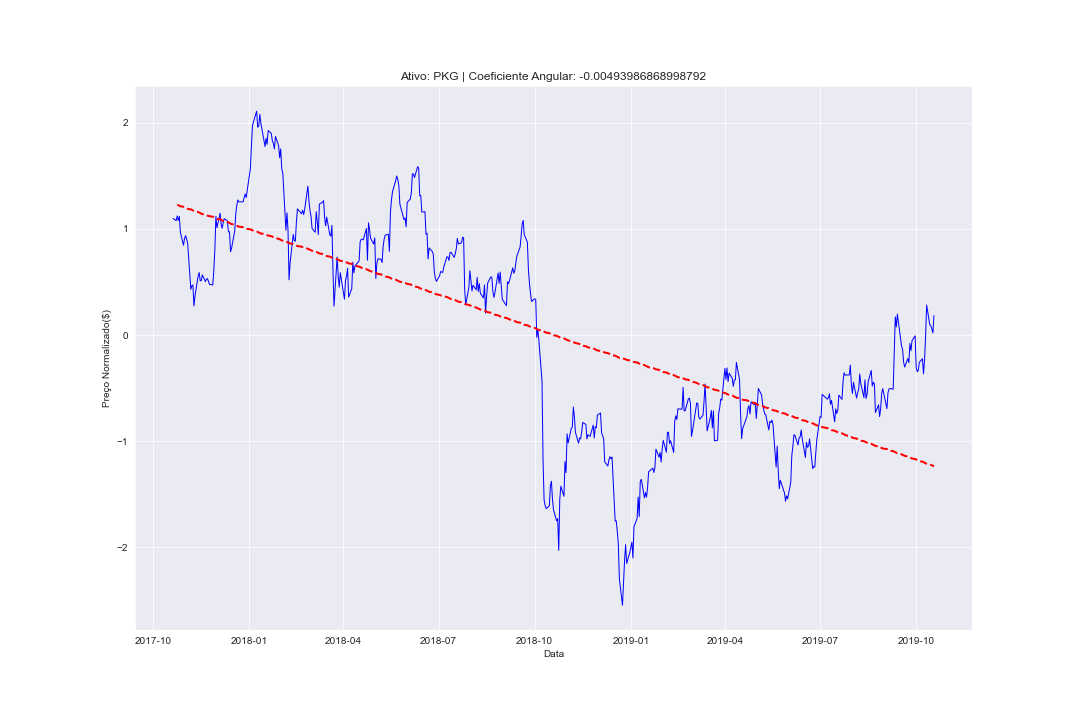 Ativo: PKG | Coeficiente Angular: -0.00493986868998792
Preço Normalizado($)
2
1
0
−1
−2
2017-10 2018-01 2018-04 2018-07 2018-10 2019-01 2019-04 2019-07 2019-10
Data